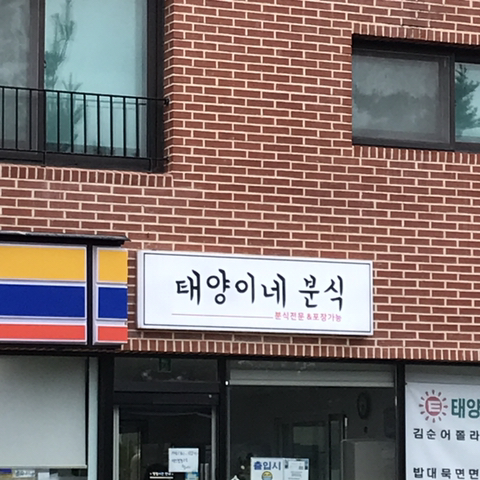 태양이네 분식
분식전문 & 포장가능
태양
김순어쫄라
밥대묵면면
출입시